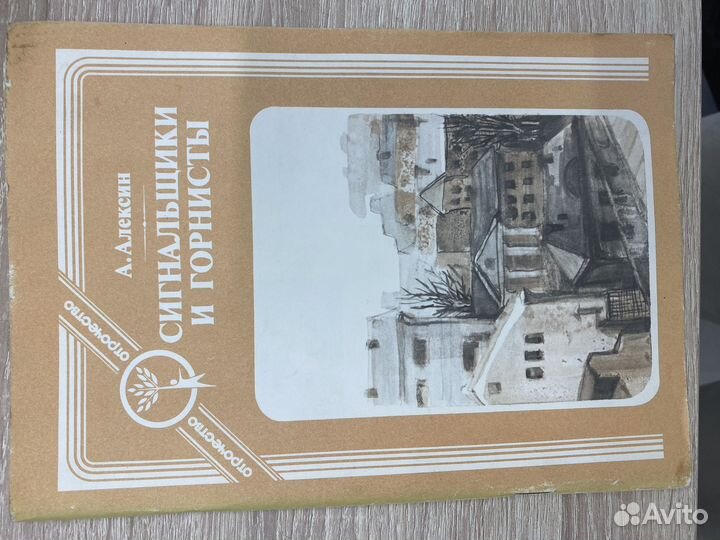 А. Алексин
СИГНАЛЬЩИКИ
И ГОРНИСТЫ
отрочество
отрочество
Avito